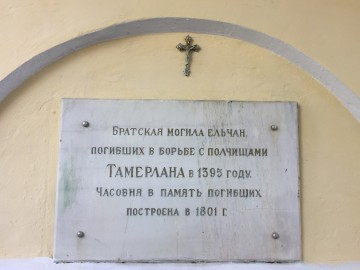 Братская могила ельчан,
погибших в борьбе с полчищами
Тамерлана в 1395 году.
Часовня в память погибших
построена в 1801 г.